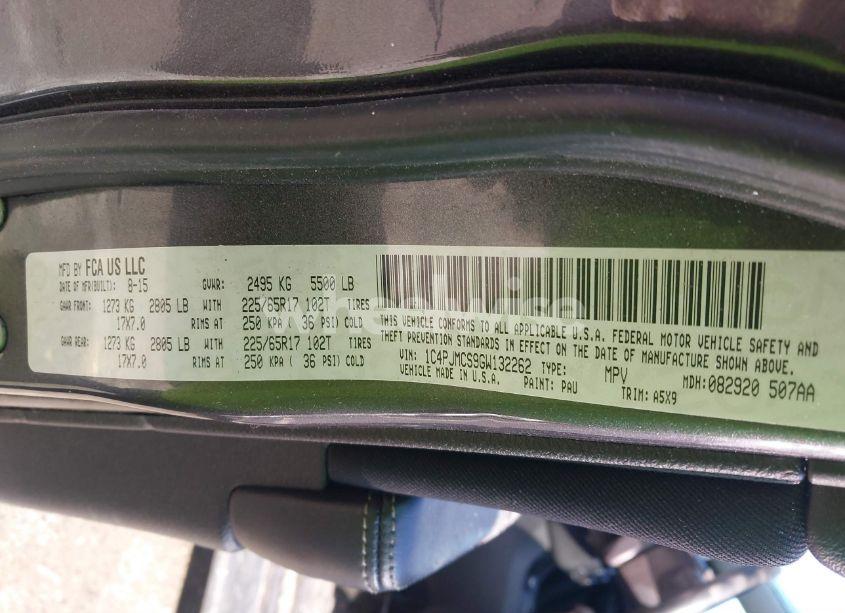 MFD BY FCA US LLC
DATE OF MFR(BUILT): 8-15 GVWR: 2495 KG 5500 LB
GAWR FRONT: 1273 KG 2805 LB WITH 225/65R17 102T TIRES
17X7.0 RIMS AT 250 KPA ( 36 PSI) COLD
GAWR REAR: 1273 KG 2805 LB WITH 225/65R17 102T TIRES
17X7.0 RIMS AT 250 KPA ( 36 PSI) COLD
THIS VEHICLE CONFORMS TO ALL APPLICABLE U.S.A. FEDERAL MOTOR VEHICLE SAFETY AND
THEFT PREVENTION STANDARDS IN EFFECT ON THE DATE OF MANUFACTURE SHOWN ABOVE.
VIN: 1C4PJMCS9GW132262 TYPE: MPV MDH:082920 507AA
VEHICLE MADE IN U.S.A. PAINT: PAU TRIM: A5X9